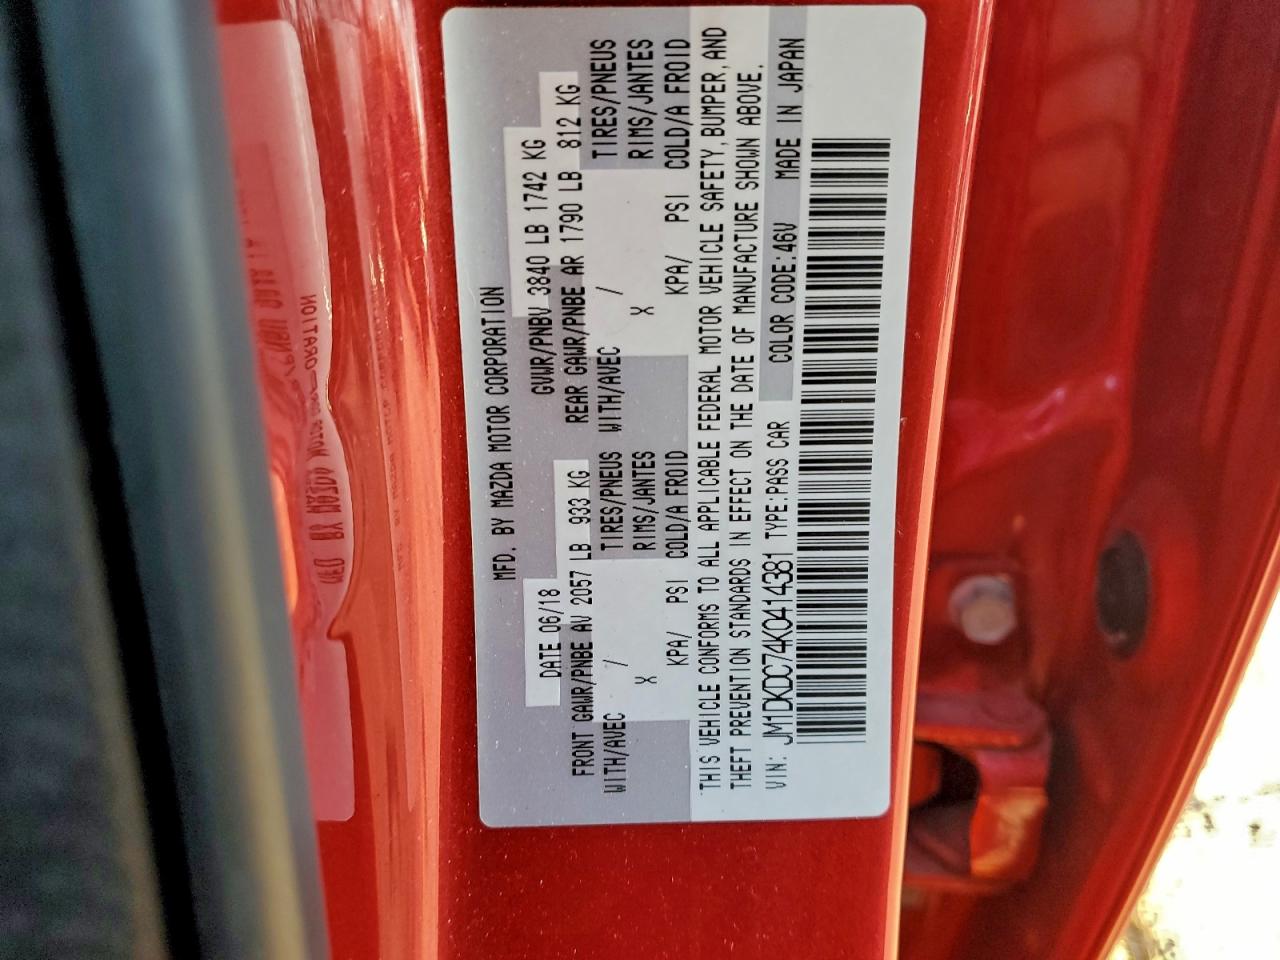 MFD. BY MAZDA MOTOR CORPORATION
DATE 06/18 GVWR/PNBV 3840 LB 1742 KG
FRONT GAWR/PNBE AV 2057 LB 933 KG REAR GAWR/PNBE AR 1790 LB 812 KG
WITH/AVEC / TIRES/PNEUS WITH/AVEC / TIRES/PNEUS
X RIMS/JANTES X RIMS/JANTES
KPA/ PSI COLD/A FROID KPA/ PSI COLD/A FROID
THIS VEHICLE CONFORMS TO ALL APPLICABLE FEDERAL MOTOR VEHICLE SAFETY, BUMPER, AND
THEFT PREVENTION STANDARDS IN EFFECT ON THE DATE OF MANUFACTURE SHOWN ABOVE.
VIN: JM1DKDC74K0414381 TYPE:PASS CAR COLOR CODE:46V MADE IN JAPAN